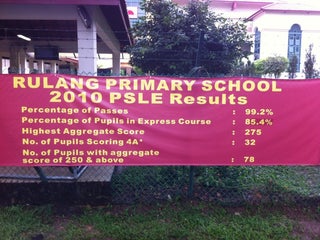 RULANG PRIMARY SCHOOL
2010 PSLE Results
Percentage of Passes : 99.2%
Percentage of Pupils in Express Course : 85.4%
Highest Aggregate Score : 275
No. of Pupils Scoring 4A* : 32
No. of Pupils with aggregate
score of 250 & above : 78